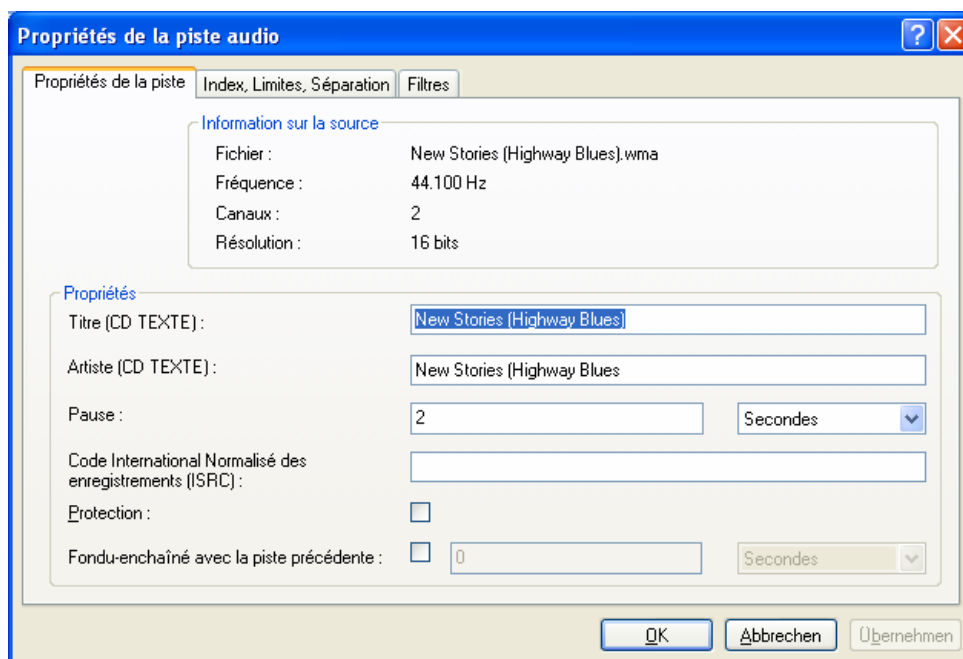 Propriétés de la piste audio
Propriétés de la piste Index, Limites, Séparation Filtres
Information sur la source
Fichier : New Stories (Highway Blues).wma
Fréquence : 44.100 Hz
Canaux : 2
Résolution : 16 bits
Propriétés
Titre (CD TEXTE) : New Stories (Highway Blues)
Artiste (CD TEXTE) : New Stories (Highway Blues
Pause : 2 Secondes
Code International Normalisé des
enregistrements (ISRC) :
Protection :
Fondu-enchaîné avec la piste précédente : 0 Secondes
OK Abbrechen Übernehmen